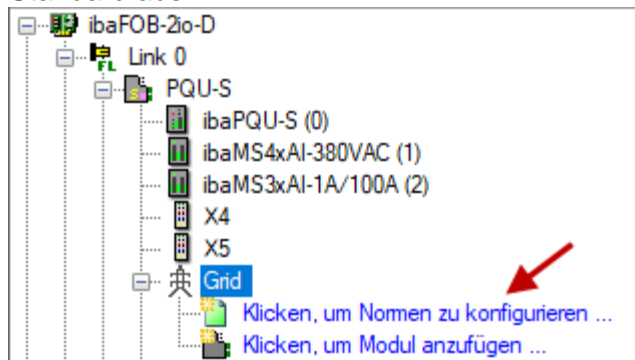 ibaFOB-2io-D
FL Link 0
S PQU-S
ibaPQU-S (0)
ibaMS4xAI-380VAC (1)
ibaMS3xAI-1A/100A (2)
X4
X5
Grid
Klicken, um Normen zu konfigurieren ...
Klicken, um Modul anzufügen ...